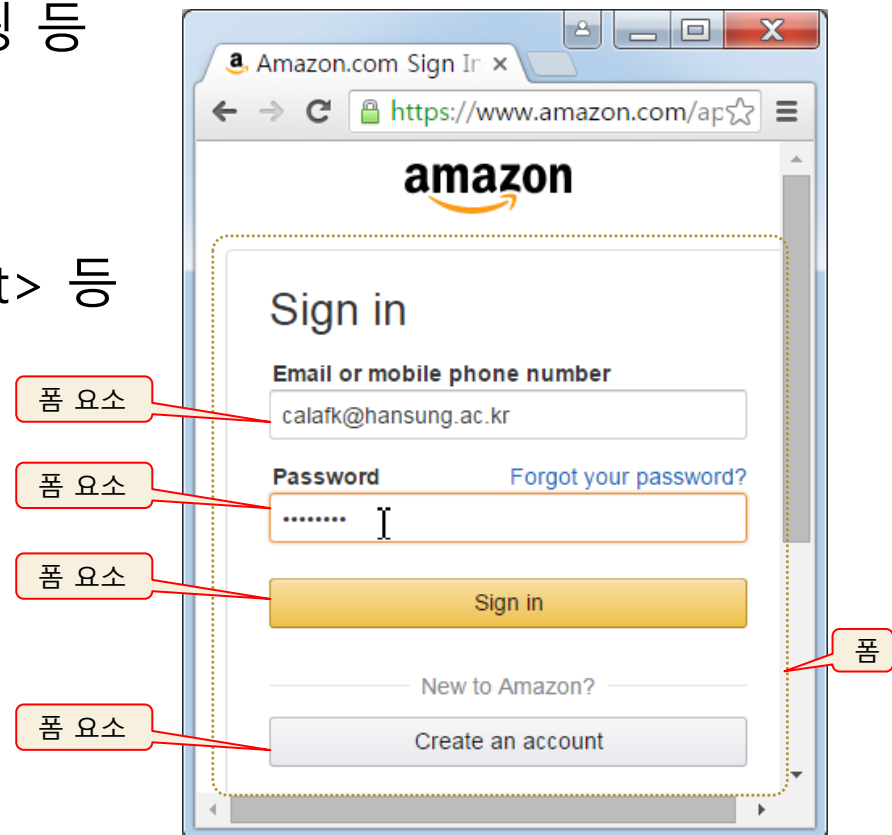 등
Amazon.com Sign In
https://www.amazon.com/ap
amazon
t> 등
Sign in
Email or mobile phone number
폼 요소
calafk@hansung.ac.kr
Password Forgot your password?
폼 요소
••••••••
폼 요소
Sign in
폼
New to Amazon?
폼 요소
Create an account